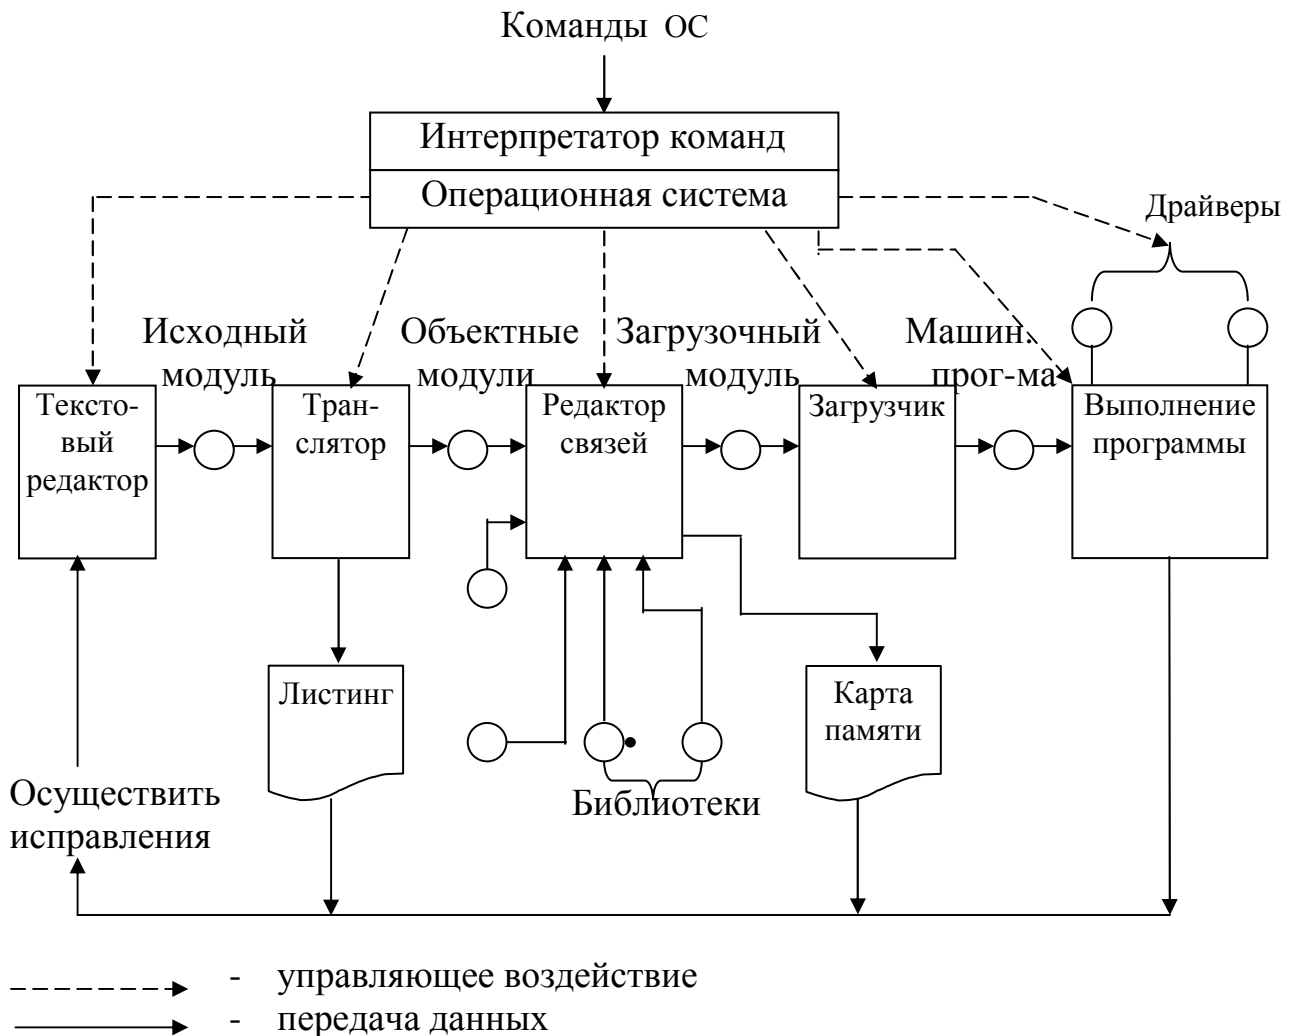 Команды ОС
Интерпретатор команд
Операционная система
Драйверы
Исходный
модуль
Объектные
модули
Загрузочный
модуль
Машин.
прог-ма
Тексто-
вый
редактор
Тран-
слятор
Редактор
связей
Загрузчик
Выполнение
программы
Листинг
Карта
памяти
Осуществить
исправления
Библиотеки
- управляющее воздействие
- передача данных